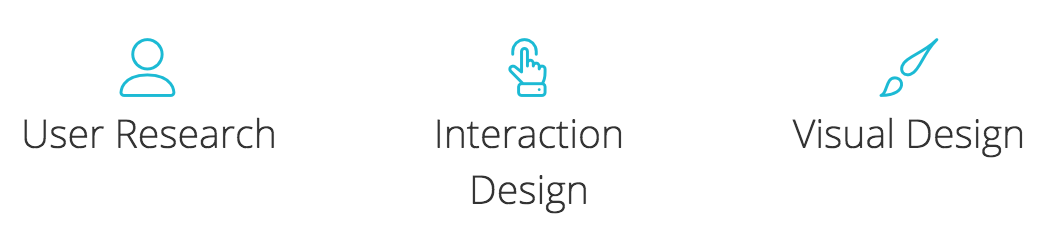 User Research
Interaction
Design
Visual Design